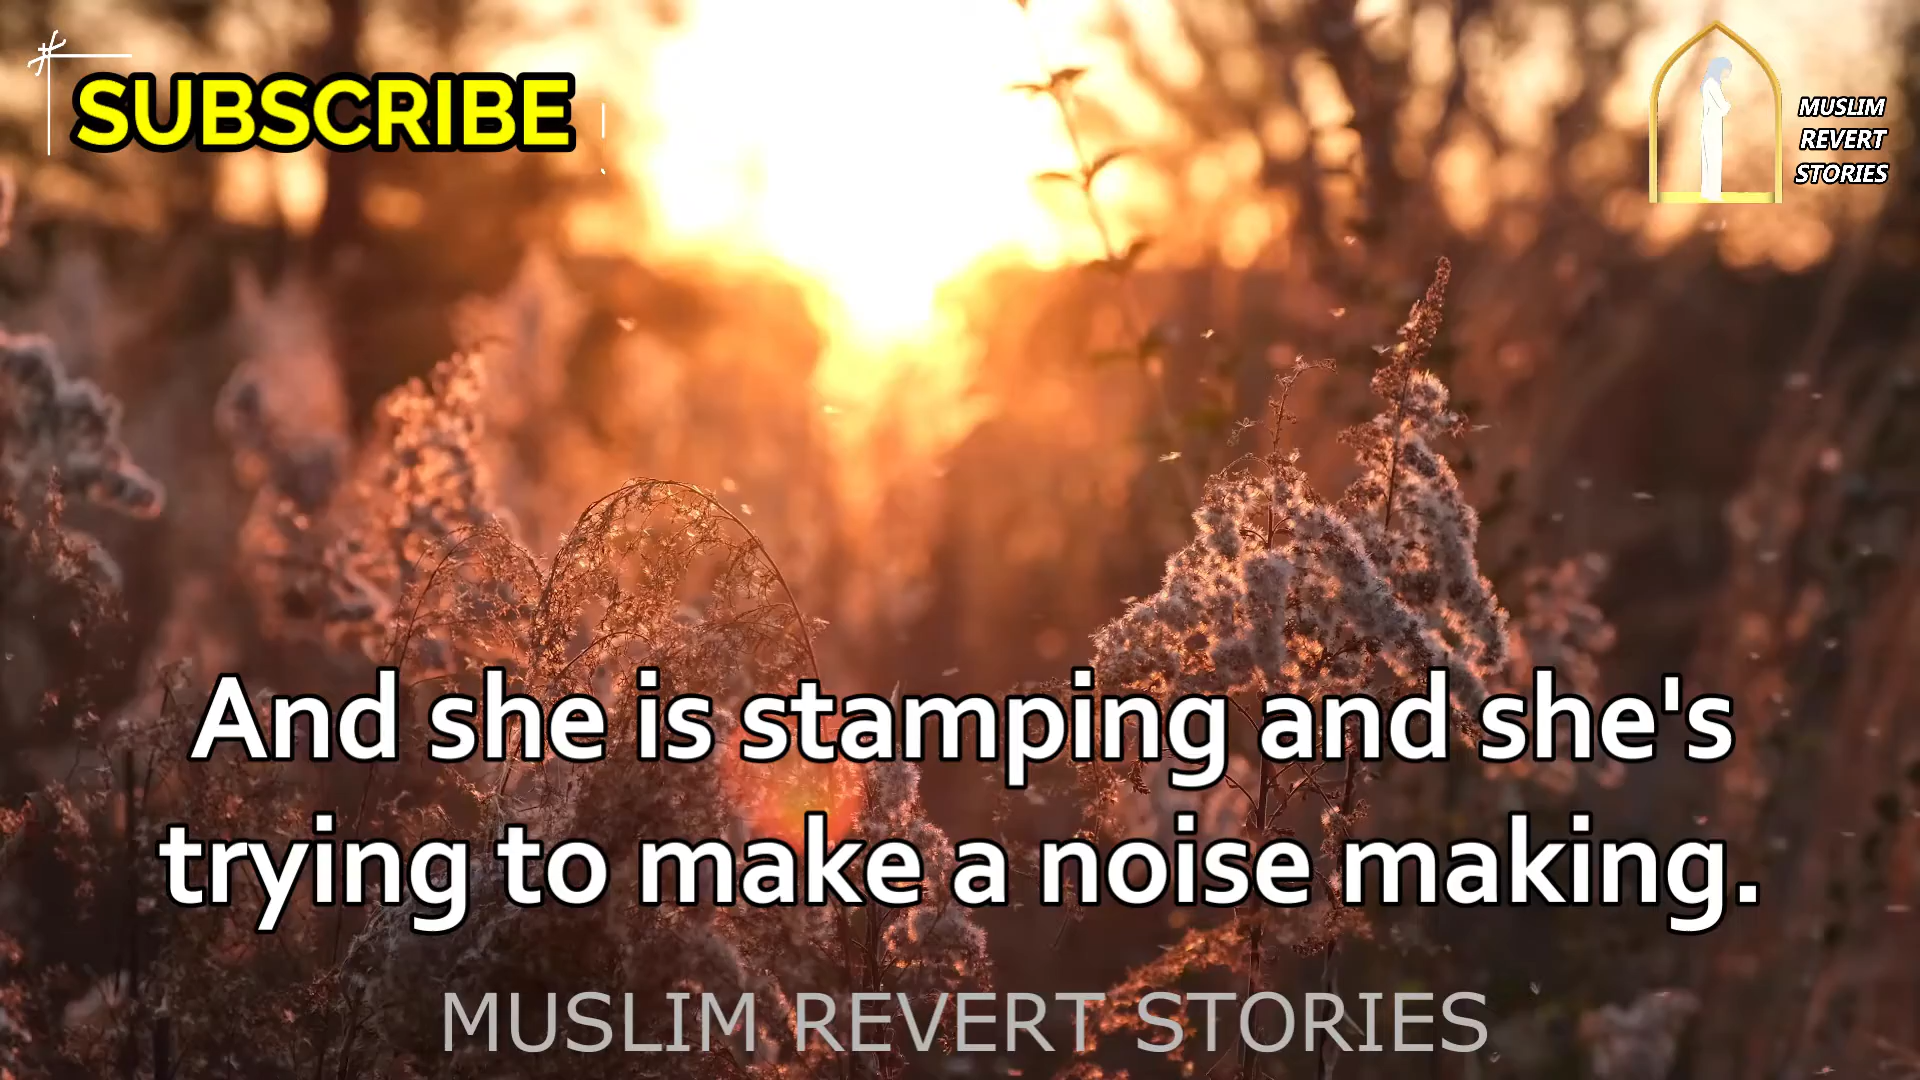 SUBSCRIBE
MUSLIM
REVERT
STORIES
And she is stamping and she's
trying to make a noise making.
MUSLIM REVERT STORIES